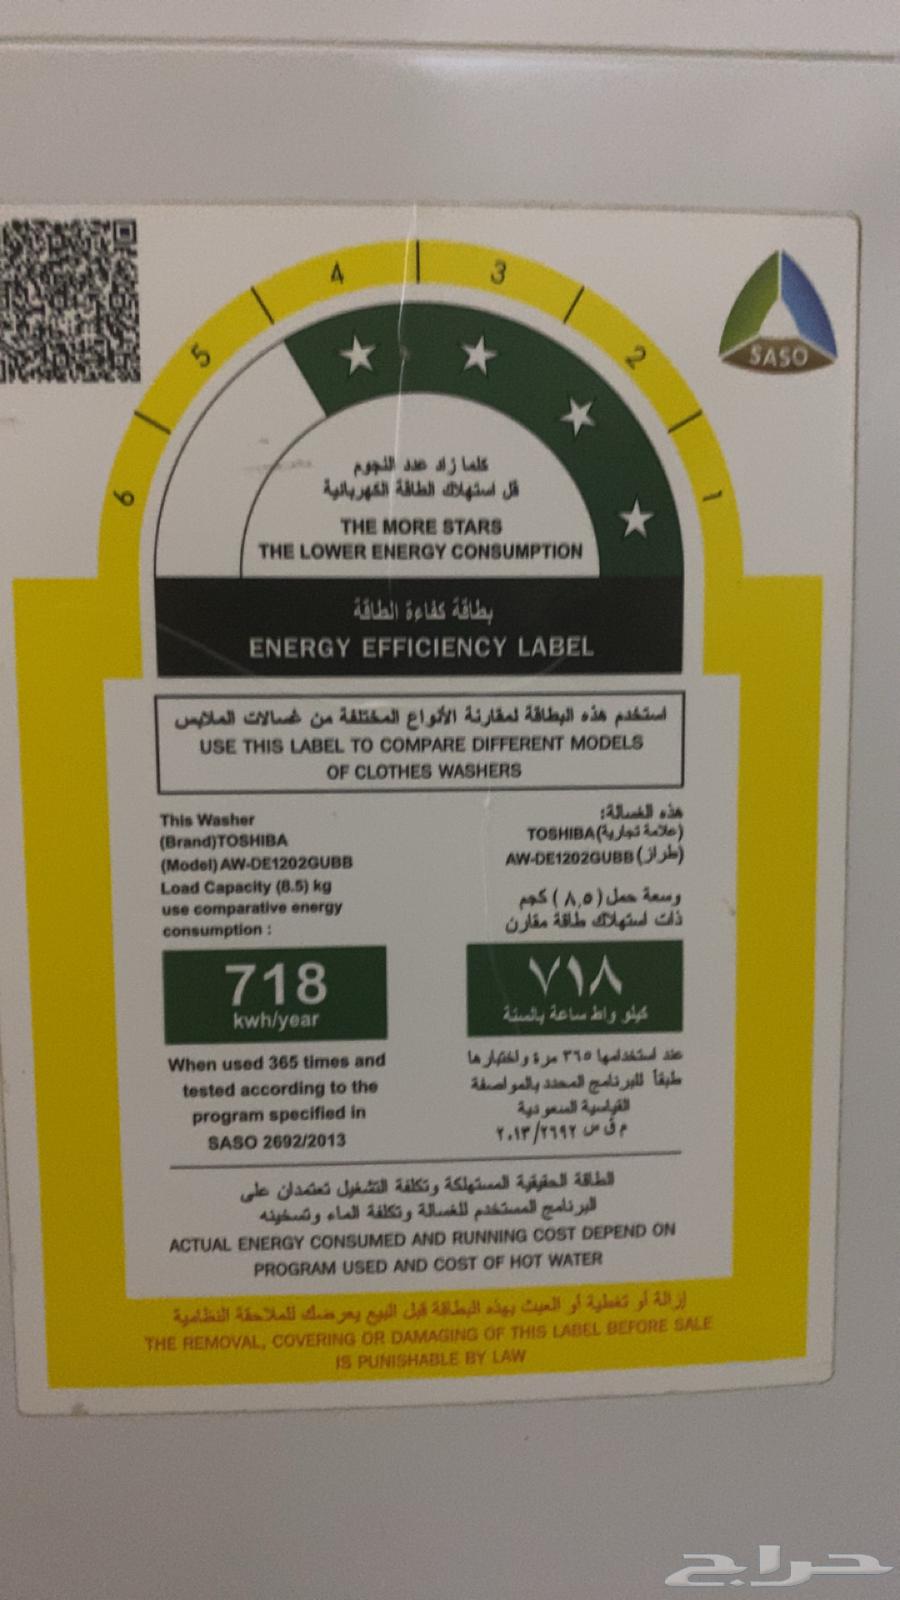 4
3
5
2
6
1
SASO
كلما زاد عدد النجوم
قل استهلاك الطاقة الكهربائية
THE MORE STARS
THE LOWER ENERGY CONSUMPTION
بطاقة كفاءة الطاقة
ENERGY EFFICIENCY LABEL
استخدم هذه البطاقة لمقارنة الأنواع المختلفة من غسالات الملابس
USE THIS LABEL TO COMPARE DIFFERENT MODELS
OF CLOTHES WASHERS
This Washer
(Brand)TOSHIBA
(Model)AW-DE1202GUBB
Load Capacity (8.5) kg
use comparative energy
consumption :
718
kwh/year
When used 365 times and
tested according to the
program specified in
SASO 2692/2013
هذه الغسالة:
(علامة تجارية)TOSHIBA
(طراز)AW-DE1202GUBB
وسعة حمل (٨,٥) كجم
ذات استهلاك طاقة مقارن
٧١٨
كيلو واط ساعة بالسنة
عند استخدامها ٣٦٥ مرة واختبارها
طبقاً للبرنامج المحدد بالمواصفة
القياسية السعودية
م ق س ٢٠١٣/٢٦٩٢
الطاقة الحقيقية المستهلكة وتكلفة التشغيل تعتمدان على
البرنامج المستخدم للغسالة وتكلفة الماء وتسخينه
ACTUAL ENERGY CONSUMED AND RUNNING COST DEPEND ON
PROGRAM USED AND COST OF HOT WATER
إزالة أو تغطية أو العبث بهذه البطاقة قبل البيع يعرضك للملاحقة النظامية
THE REMOVAL, COVERING OR DAMAGING OF THIS LABEL BEFORE SALE
IS PUNISHABLE BY LAW
حراج